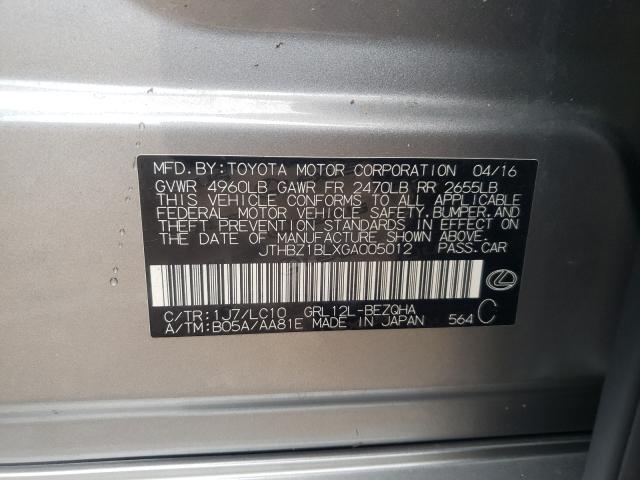 MFD. BY:TOYOTA MOTOR CORPORATION 04/16
GVWR 4960LB GAWR FR 2470LB RR 2655LB
THIS VEHICLE CONFORMS TO ALL APPLICABLE
FEDERAL MOTOR VEHICLE SAFETY,BUMPER,AND
THEFT PREVENTION STANDARDS IN EFFECT ON
THE DATE OF MANUFACTURE SHOWN ABOVE.
JTHBZ1BLXGA005012 PASS.CAR
C/TR:1J7/LC10 GRL12L-BEZQHA
A/TM:B05A/AA81E MADE IN JAPAN 564 C